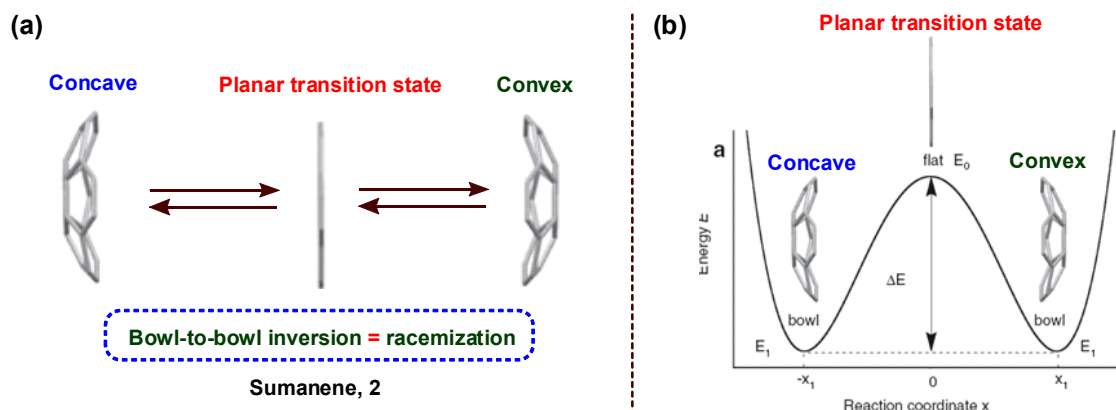 (a)
Concave
Planar transition state
Convex
Bowl-to-bowl inversion = racemization
Sumanene, 2
(b)
Planar transition state
a
Concave
flat E₀
Convex
Energy E
ΔE
bowl
bowl
E₁
E₁
-x₁
0
x₁
Reaction coordinate x